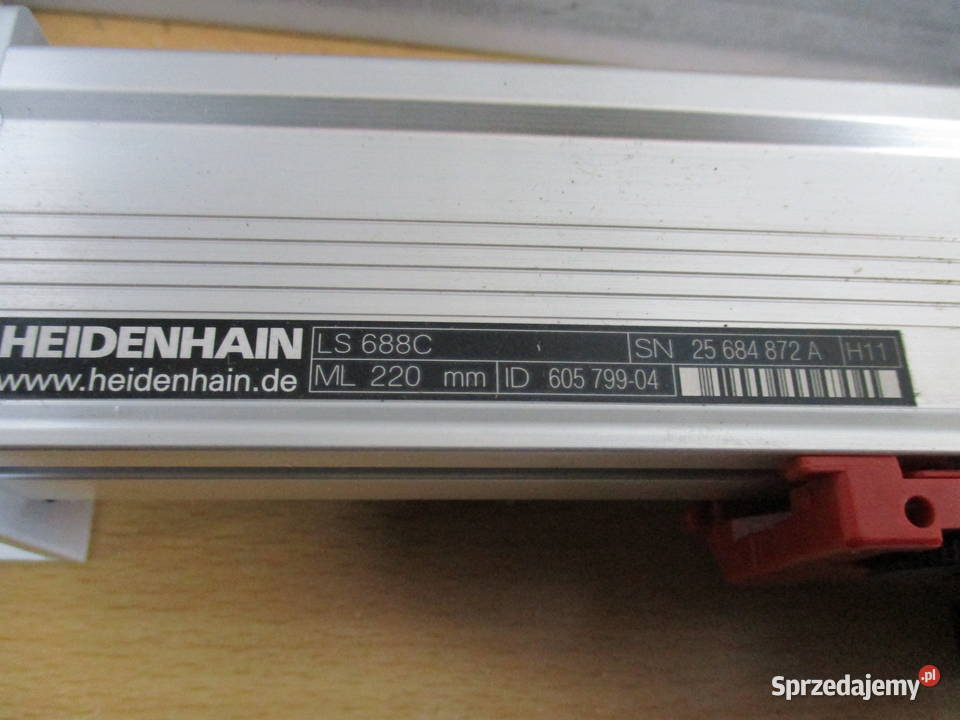 HEIDENHAIN LS 688C SN 25 684 872 A H11
www.heidenhain.de ML 220 mm ID 605 799-04
Sprzedajemy.pl